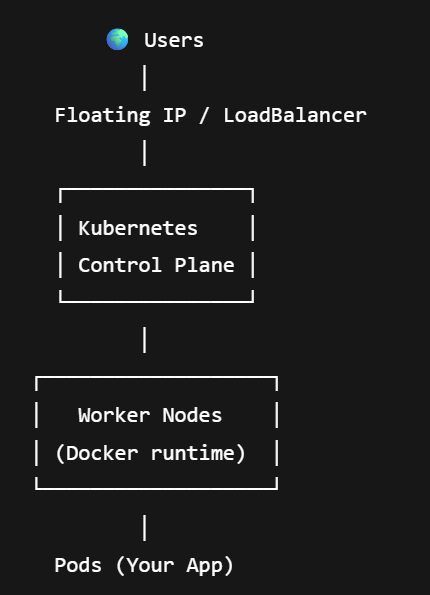 🌍 Users
Floating IP / LoadBalancer
Kubernetes
Control Plane
Worker Nodes
(Docker runtime)
Pods (Your App)